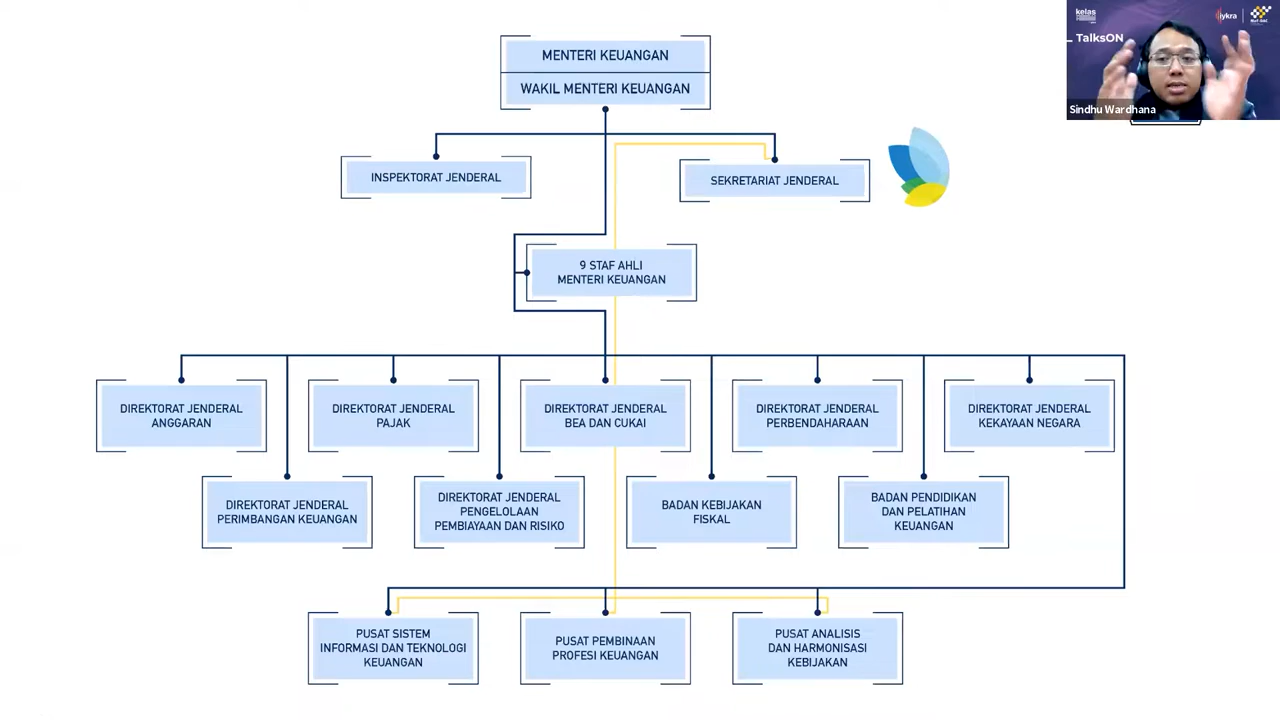 MENTERI KEUANGAN
WAKIL MENTERI KEUANGAN
kelas
iykra
TalksON
Sindhu Wardhana
INSPEKTORAT JENDERAL
SEKRETARIAT JENDERAL
9 STAF AHLI
MENTERI KEUANGAN
DIREKTORAT JENDERAL
ANGGARAN
DIREKTORAT JENDERAL
PAJAK
DIREKTORAT JENDERAL
BEA DAN CUKAI
DIREKTORAT JENDERAL
PERBENDAHARAAN
DIREKTORAT JENDERAL
KEKAYAAN NEGARA
DIREKTORAT JENDERAL
PERIMBANGAN KEUANGAN
DIREKTORAT JENDERAL
PENGELOLAAN
PEMBIAYAAN DAN RISIKO
BADAN KEBIJAKAN
FISKAL
BADAN PENDIDIKAN
DAN PELATIHAN
KEUANGAN
PUSAT SISTEM
INFORMASI DAN TEKNOLOGI
KEUANGAN
PUSAT PEMBINAAN
PROFESI KEUANGAN
PUSAT ANALISIS
DAN HARMONISASI
KEBIJAKAN